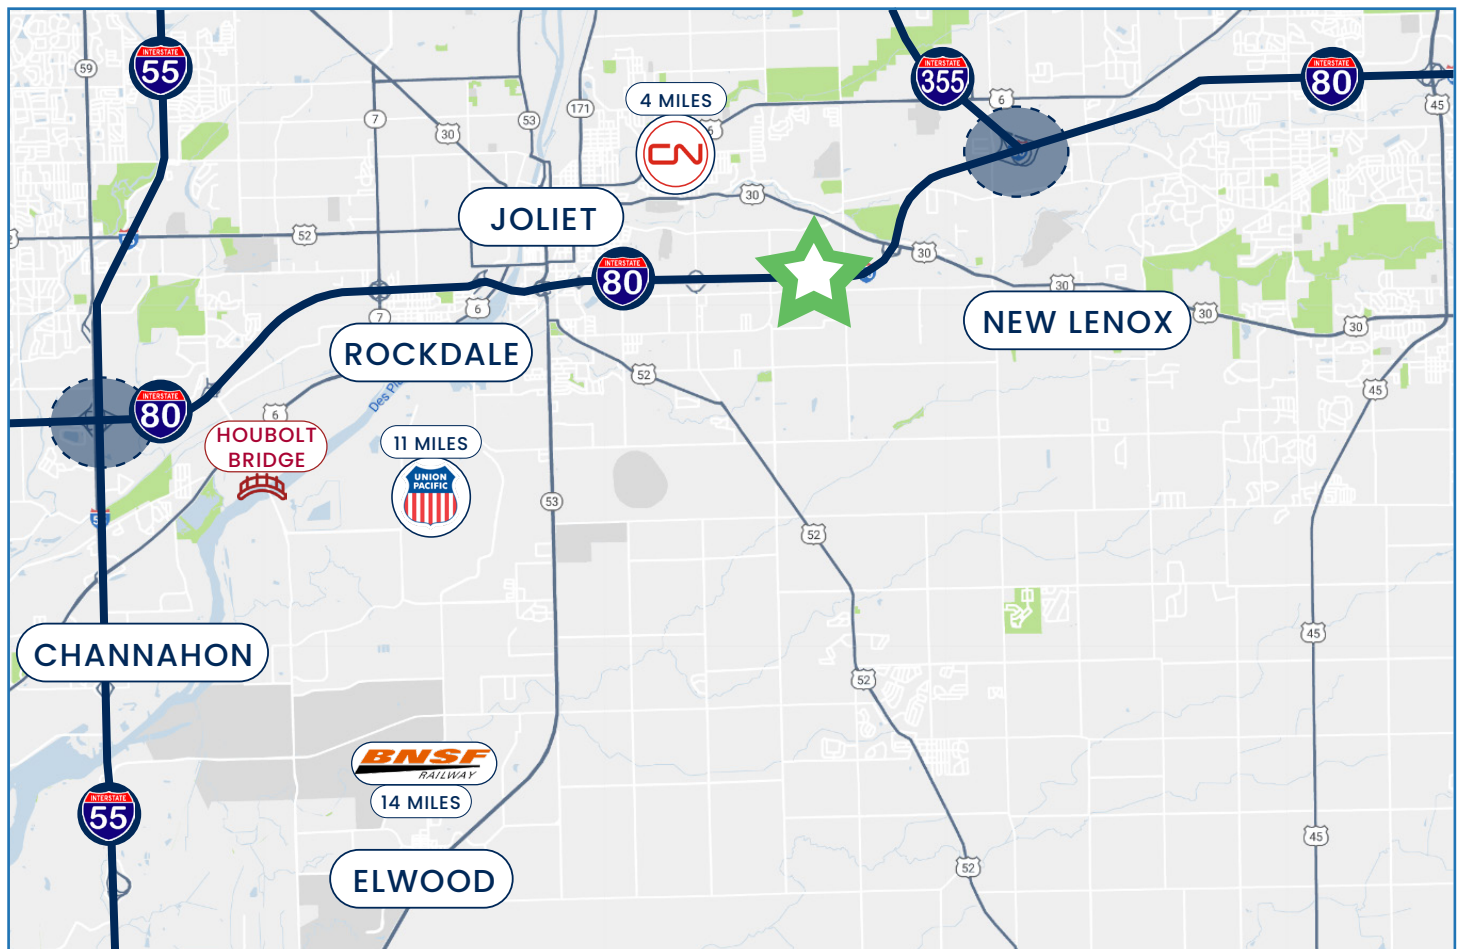 INTERSTATE
55
59
INTERSTATE
355
INTERSTATE
80
4 MILES
CN
6
6
45
171
53
7
30
30
JOLIET
52
30
30
INTERSTATE
80
30
NEW LENOX
30
6
7
ROCKDALE
52
45
Des Pla
INTERSTATE
80
6
HOUBOLT
BRIDGE
11 MILES
UNION
PACIFIC
53
52
45
CHANNAHON
52
BNSF
RAILWAY
14 MILES
INTERSTATE
55
45
52
ELWOOD